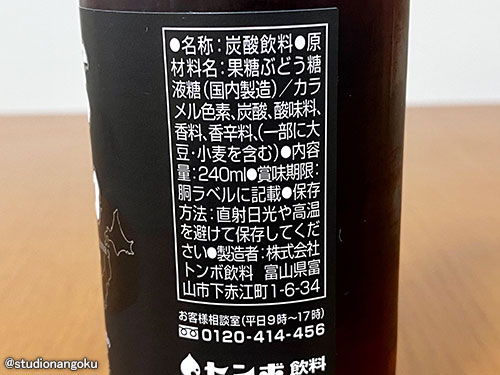 ●名称:炭酸飲料●原
材料名:果糖ぶどう糖
液糖(国内製造)/カラ
メル色素、炭酸、酸味料、
香料、香辛料、(一部に大
豆・小麦を含む)●内容
量:240ml●賞味期限:
胴ラベルに記載●保存
方法:直射日光や高温
を避けて保存してくだ
さい●製造者:株式会社
トンボ飲料 富山県富
山市下赤江町1-6-34
お客様相談室(平日9時〜17時)
0120-414-456
トンボ飲料
@studionangoku